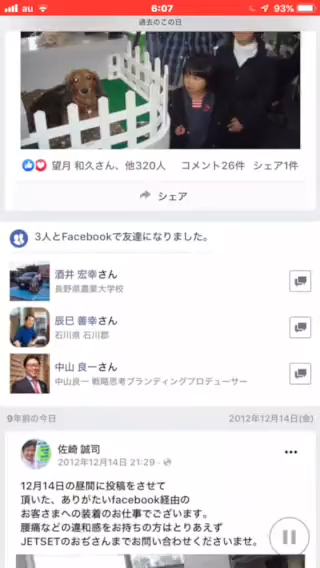 au 6:07 93%
過去のこの日
望月 和久さん、他320人 コメント26件 シェア1件
シェア
3人とFacebookで友達になりました。
酒井 宏幸さん
長野県農業大学校
辰巳 善幸さん
石川県 石川郡
中山 良一さん
中山良一 戦略思考ブランディングプロデューサー
9年前の今日 2012年12月14日(金)
佐崎 誠司
2012年12月14日 21:29
12月14日の昼間に投稿をさせて
頂いた、ありがたいfacebook経由の
お客さまへの装着のお仕事でございます。
腰痛などの違和感をお持ちの方はとりあえず
JETSETのおぢさんまでお問い合わせくださいませ。